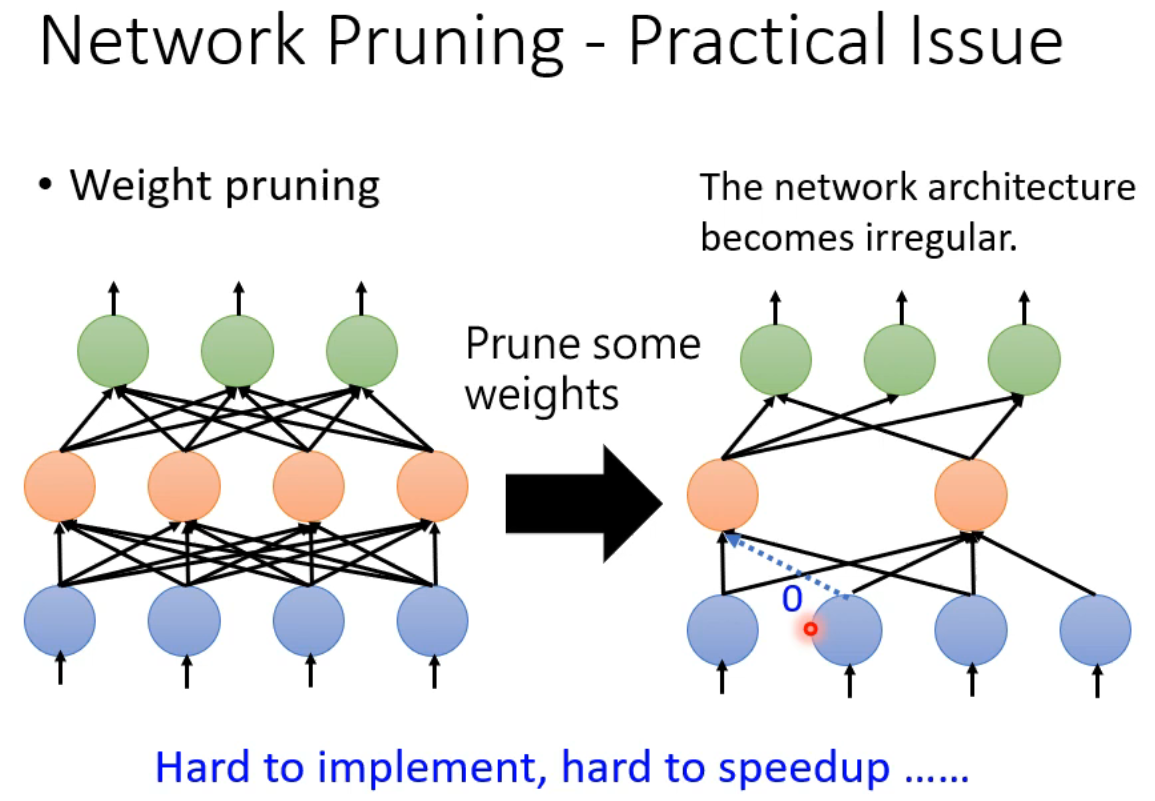 Network Pruning - Practical Issue
• Weight pruning
The network architecture
becomes irregular.
Prune some
weights
0
Hard to implement, hard to speedup ......